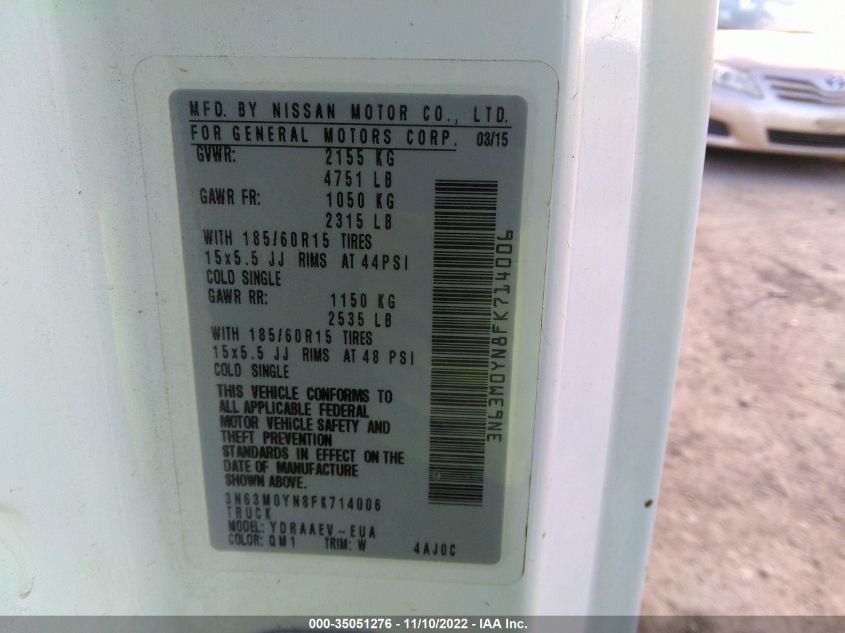 MFD. BY NISSAN MOTOR CO., LTD.
FOR GENERAL MOTORS CORP. 03/15
GVWR: 2155 KG
4751 LB
GAWR FR: 1050 KG
2315 LB
WITH 185/60R15 TIRES
15x5.5 JJ RIMS AT 44PSI
COLD SINGLE
GAWR RR: 1150 KG
2535 LB
WITH 185/60R15 TIRES
15x5.5 JJ RIMS AT 48 PSI
COLD SINGLE
THIS VEHICLE CONFORMS TO
ALL APPLICABLE FEDERAL
MOTOR VEHICLE SAFETY AND
THEFT PREVENTION
STANDARDS IN EFFECT ON THE
DATE OF MANUFACTURE
SHOWN ABOVE.
3N63M0YN8FK714006
TRUCK
MODEL: YDRAAEV-EUA
COLOR: QM1 TRIM: W 4AJ0C
3N63M0YN8FK714006
000-35051276 - 11/10/2022 - IAA Inc.